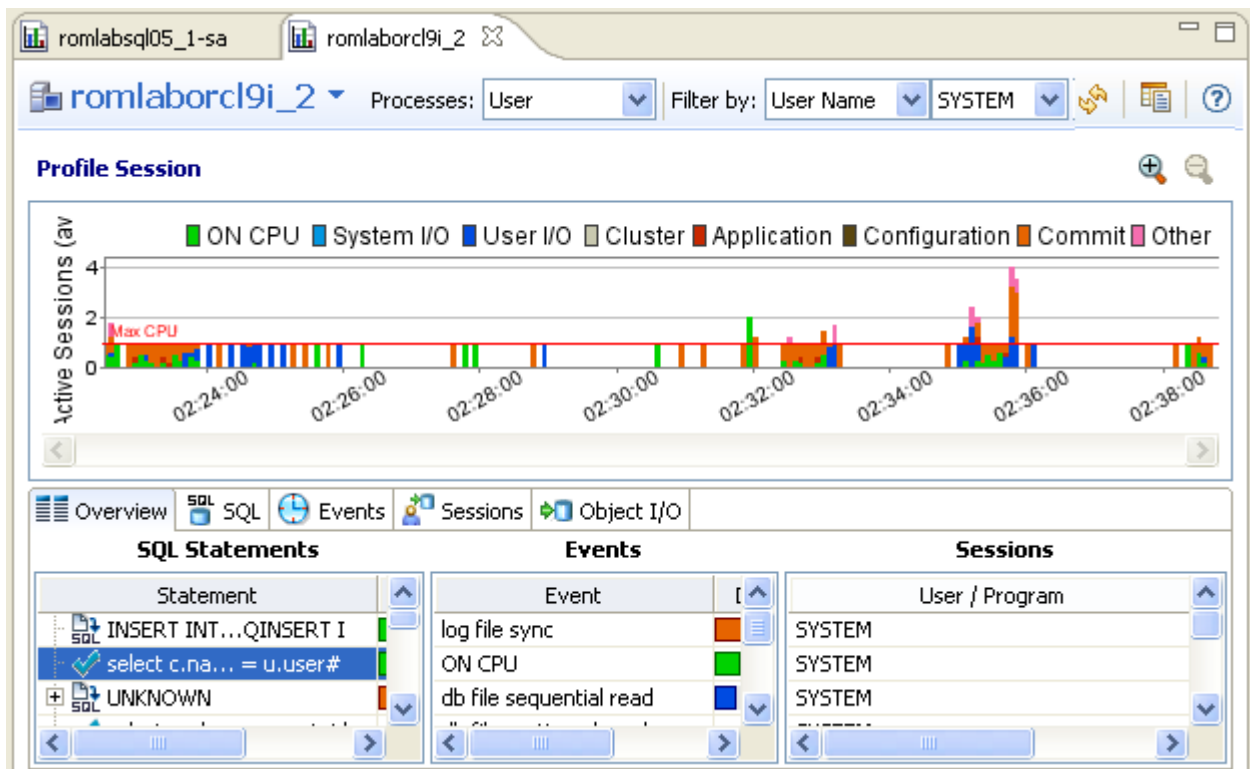 romlabsql05_1-sa romlaborcl9i_2
romlaborcl9i_2 Processes: User Filter by: User Name SYSTEM
Profile Session
Active Sessions (av
ON CPU System I/O User I/O Cluster Application Configuration Commit Other
4
2
Max CPU
0
02:24:00 02:26:00 02:28:00 02:30:00 02:32:00 02:34:00 02:36:00 02:38:00
Overview SQL Events Sessions Object I/O
SQL Statements Events Sessions
Statement Event User / Program
SQL INSERT INT...QINSERT I log file sync SYSTEM
select c.na... = u.user# ON CPU SYSTEM
SQL UNKNOWN db file sequential read SYSTEM